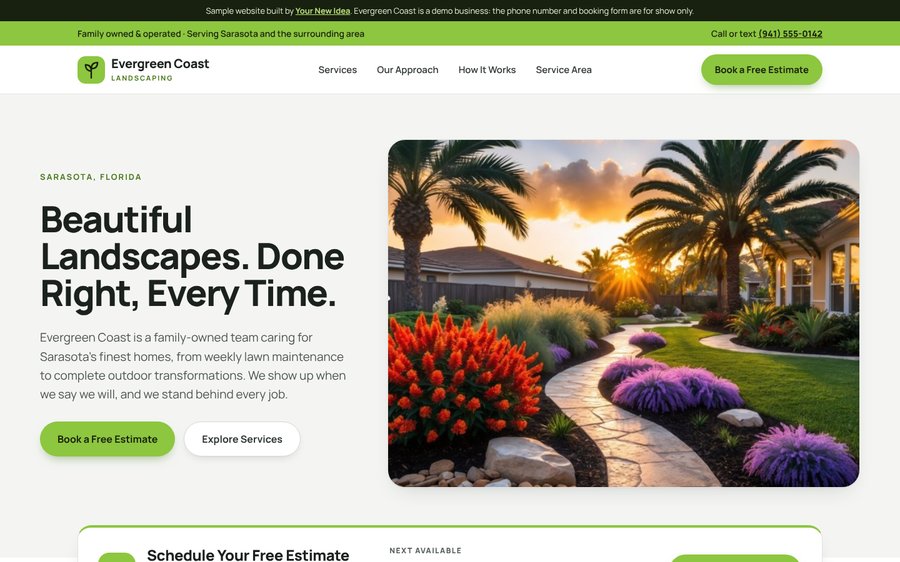 Sample website built by Your New Idea. Evergreen Coast is a demo business: the phone number and booking form are for show only.
Family owned & operated · Serving Sarasota and the surrounding area
Call or text (941) 555-0142
Evergreen Coast
LANDSCAPING
Services
Our Approach
How It Works
Service Area
Book a Free Estimate
SARASOTA, FLORIDA
Beautiful
Landscapes. Done
Right, Every Time.
Evergreen Coast is a family-owned team caring for
Sarasota's finest homes, from weekly lawn maintenance
to complete outdoor transformations. We show up when
we say we will, and we stand behind every job.
Book a Free Estimate
Explore Services
Schedule Your Free Estimate
NEXT AVAILABLE